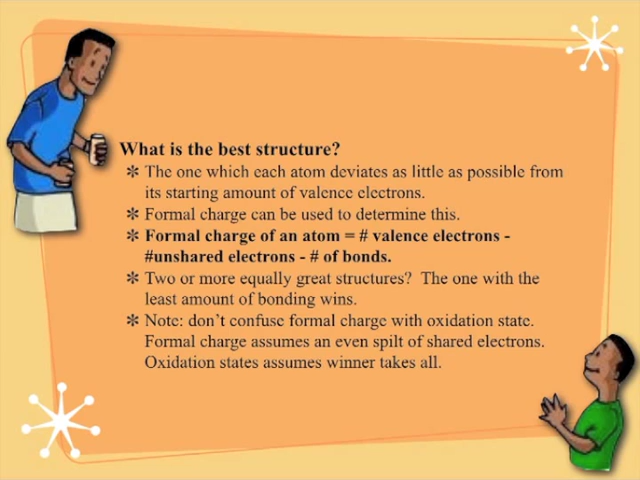 What is the best structure?
✻ The one which each atom deviates as little as possible from
its starting amount of valence electrons.
✻ Formal charge can be used to determine this.
✻ Formal charge of an atom = # valence electrons -
#unshared electrons - # of bonds.
✻ Two or more equally great structures?  The one with the
least amount of bonding wins.
✻ Note: don’t confuse formal charge with oxidation state.
Formal charge assumes an even spilt of shared electrons.
Oxidation states assumes winner takes all.